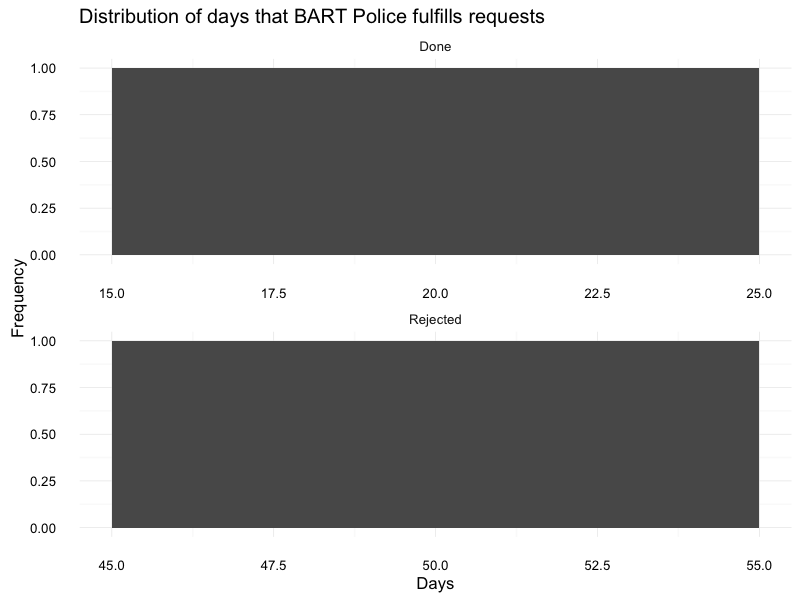 Distribution of days that BART Police fulfills requests
Done
1.00
0.75
0.50
0.25
0.00
15.0 17.5 20.0 22.5 25.0
Frequency
Rejected
1.00
0.75
0.50
0.25
0.00
45.0 47.5 50.0 52.5 55.0
Days